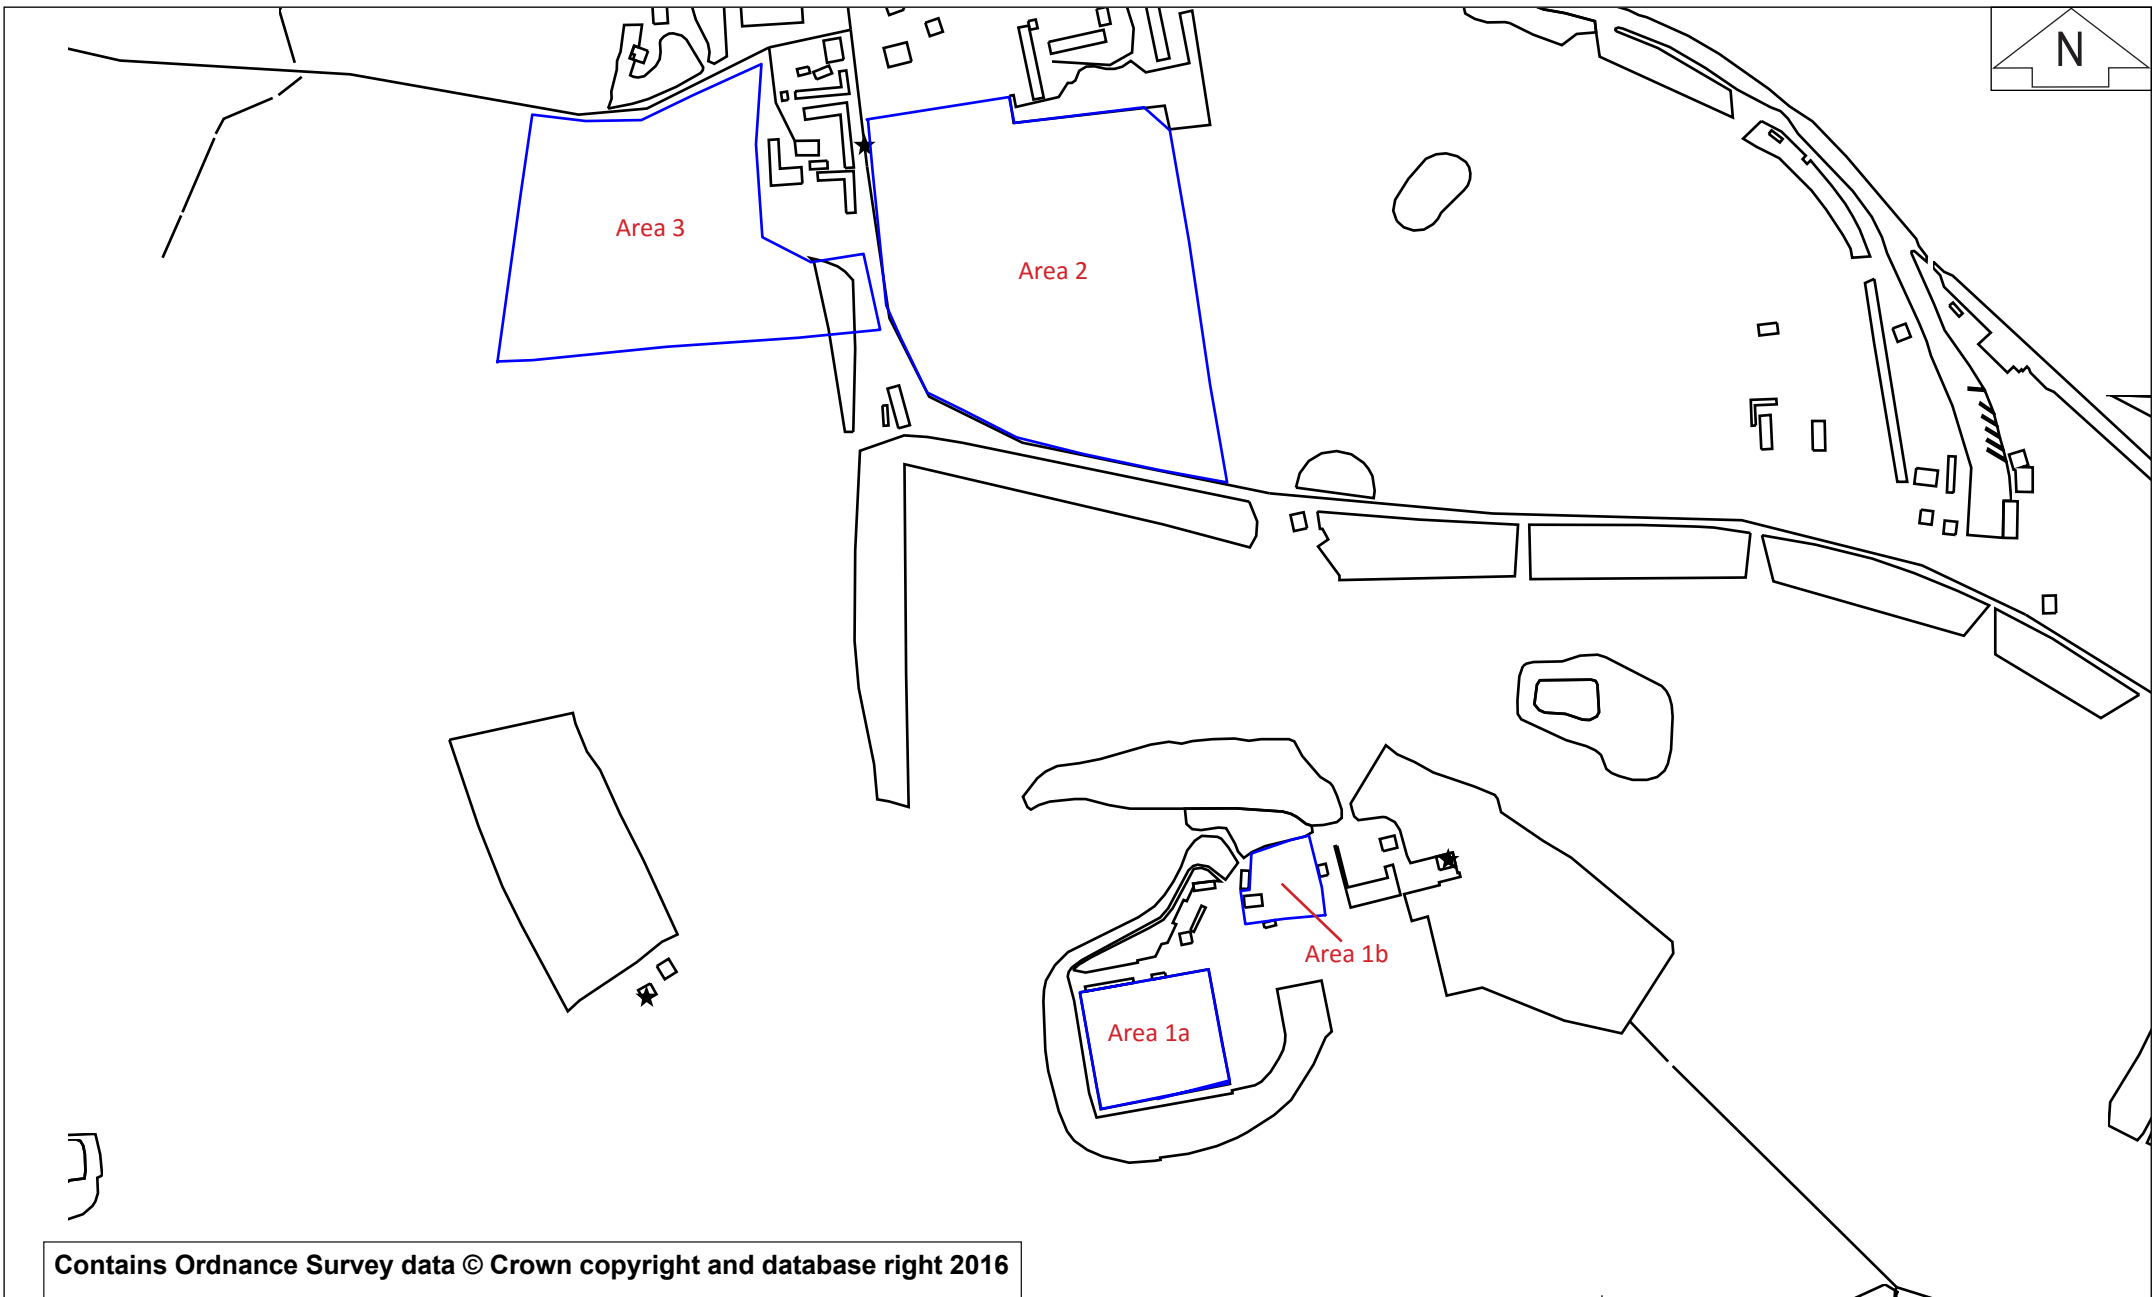 N
Area 3
Area 2
Area 1b
Area 1a
Contains Ordnance Survey data © Crown copyright and database right 2016